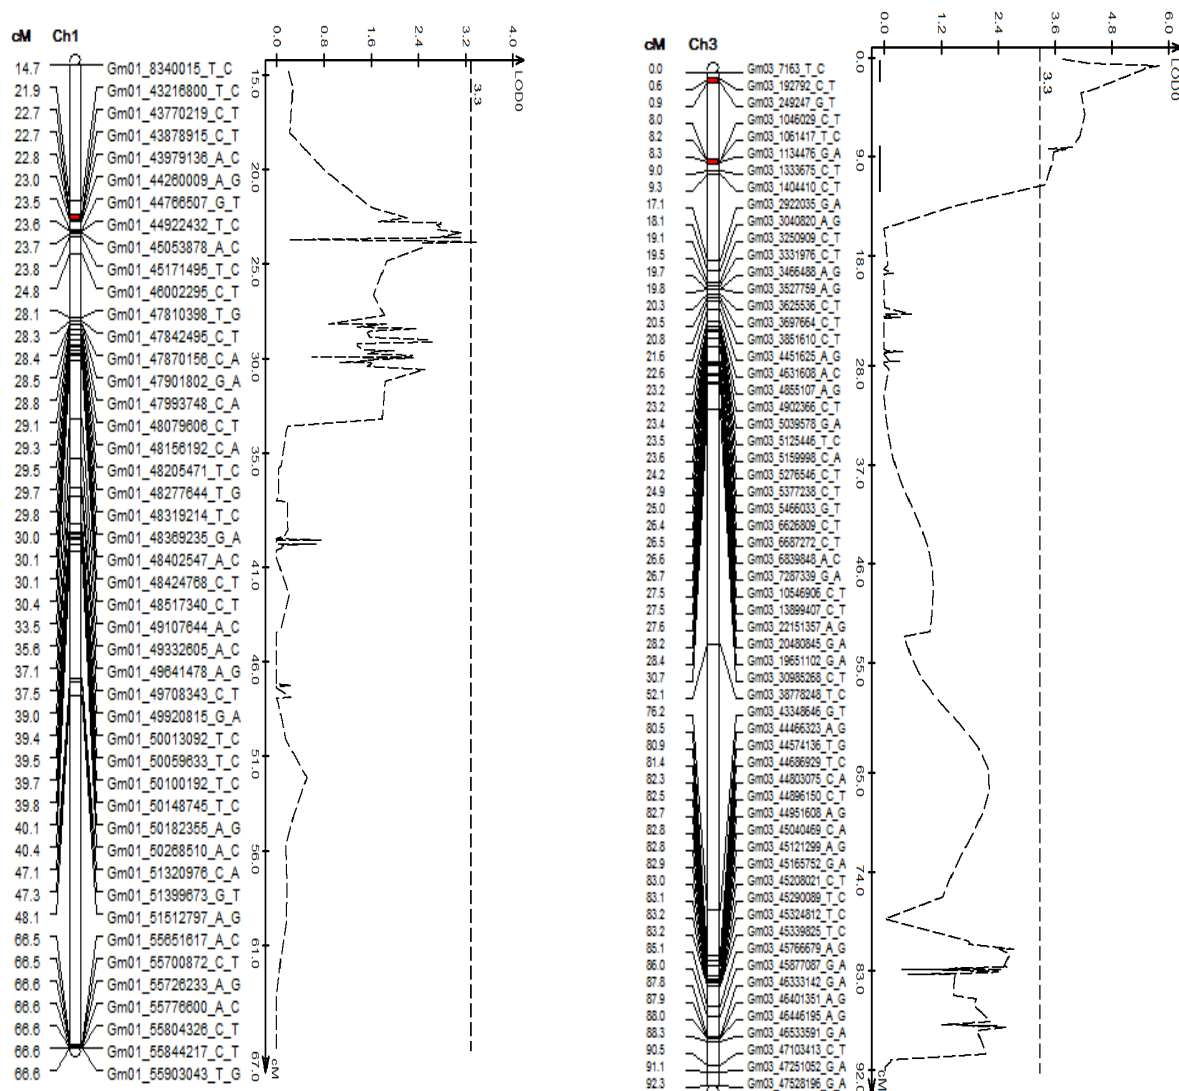 cM Ch1
14.7 Gm01_8340015_T_C
21.9 Gm01_43216800_T_C
22.7 Gm01_43770219_C_T
22.7 Gm01_43878915_C_T
22.8 Gm01_43979136_A_C
23.0 Gm01_44260009_A_G
23.5 Gm01_44766507_G_T
23.6 Gm01_44922432_T_C
23.7 Gm01_45053878_A_C
23.8 Gm01_45171495_T_C
24.8 Gm01_46002295_C_T
28.1 Gm01_47810398_T_G
28.3 Gm01_47842495_C_T
28.4 Gm01_47870156_C_A
28.5 Gm01_47901802_G_A
28.8 Gm01_47993748_C_A
29.1 Gm01_48079606_C_T
29.3 Gm01_48156192_C_A
29.5 Gm01_48205471_T_C
29.7 Gm01_48277644_T_G
29.8 Gm01_48319214_T_C
30.0 Gm01_48369235_G_A
30.1 Gm01_48402547_A_C
30.1 Gm01_48424768_C_T
30.4 Gm01_48517340_C_T
33.5 Gm01_49107644_A_C
35.6 Gm01_49332605_A_C
37.1 Gm01_49641478_A_G
37.5 Gm01_49708343_C_T
39.0 Gm01_49920815_G_A
39.4 Gm01_50013092_T_C
39.5 Gm01_50059633_T_C
39.7 Gm01_50100192_T_C
39.8 Gm01_50148745_T_C
40.1 Gm01_50182355_A_G
40.4 Gm01_50268510_A_C
47.1 Gm01_51320976_C_A
47.3 Gm01_51399673_G_T
48.1 Gm01_51512797_A_G
66.5 Gm01_55651617_A_C
66.5 Gm01_55700872_C_T
66.6 Gm01_55726233_A_G
66.6 Gm01_55776600_A_C
66.6 Gm01_55804326_C_T
66.6 Gm01_55844217_C_T
66.6 Gm01_55903043_T_G
0.0 0.8 1.6 2.4 3.2 4.0
LOD0
3.3
15.0
20.0
25.0
30.0
35.0
41.0
46.0
51.0
56.0
61.0
67.0
cM
cM Ch3
0.0 Gm03_7163_T_C
0.6 Gm03_192792_C_T
0.9 Gm03_249247_G_T
8.0 Gm03_1046029_C_T
8.2 Gm03_1061417_T_C
8.3 Gm03_1134476_G_A
9.0 Gm03_1333675_C_T
9.3 Gm03_1404410_C_T
17.1 Gm03_2922035_G_A
18.1 Gm03_3040820_A_G
19.1 Gm03_3250909_C_T
19.5 Gm03_3331976_C_T
19.7 Gm03_3466488_A_G
19.8 Gm03_3527759_A_G
20.3 Gm03_3625536_C_T
20.5 Gm03_3697664_C_T
20.8 Gm03_3851610_C_T
21.6 Gm03_4451625_A_G
22.6 Gm03_4631608_A_C
23.2 Gm03_4855107_A_G
23.2 Gm03_4902366_C_T
23.4 Gm03_5039578_G_A
23.5 Gm03_5125446_T_C
23.6 Gm03_5159998_C_A
24.2 Gm03_5276546_C_T
24.9 Gm03_5377238_C_T
25.0 Gm03_5466033_G_T
26.4 Gm03_6626809_C_T
26.5 Gm03_6687272_C_T
26.6 Gm03_6839848_A_C
26.7 Gm03_7287339_G_A
27.5 Gm03_10546906_C_T
27.5 Gm03_13899407_C_T
27.6 Gm03_22151357_A_G
28.2 Gm03_20480845_G_A
28.4 Gm03_19651102_G_A
30.7 Gm03_30985268_C_T
52.1 Gm03_38778248_T_C
76.2 Gm03_43348646_G_T
80.5 Gm03_44466323_A_G
80.9 Gm03_44574136_T_G
81.4 Gm03_44686929_T_C
82.3 Gm03_44803075_C_A
82.5 Gm03_44896150_C_T
82.7 Gm03_44951608_A_G
82.8 Gm03_45040469_C_A
82.8 Gm03_45121299_A_G
82.9 Gm03_45165752_G_A
83.0 Gm03_45208021_C_T
83.1 Gm03_45290089_T_C
83.2 Gm03_45324812_T_C
83.2 Gm03_45339825_T_C
85.1 Gm03_45766679_A_G
86.0 Gm03_45877087_G_A
87.8 Gm03_46333142_G_A
87.9 Gm03_46401351_A_G
88.0 Gm03_46446195_A_G
88.3 Gm03_46533591_G_A
90.5 Gm03_47103413_C_T
91.1 Gm03_47251052_G_A
92.3 Gm03_47528196_G_A
0.0 1.2 2.4 3.6 4.8 6.0
LOD0
3.3
0.0
9.0
18.0
28.0
37.0
46.0
55.0
65.0
74.0
83.0
92.0
cM